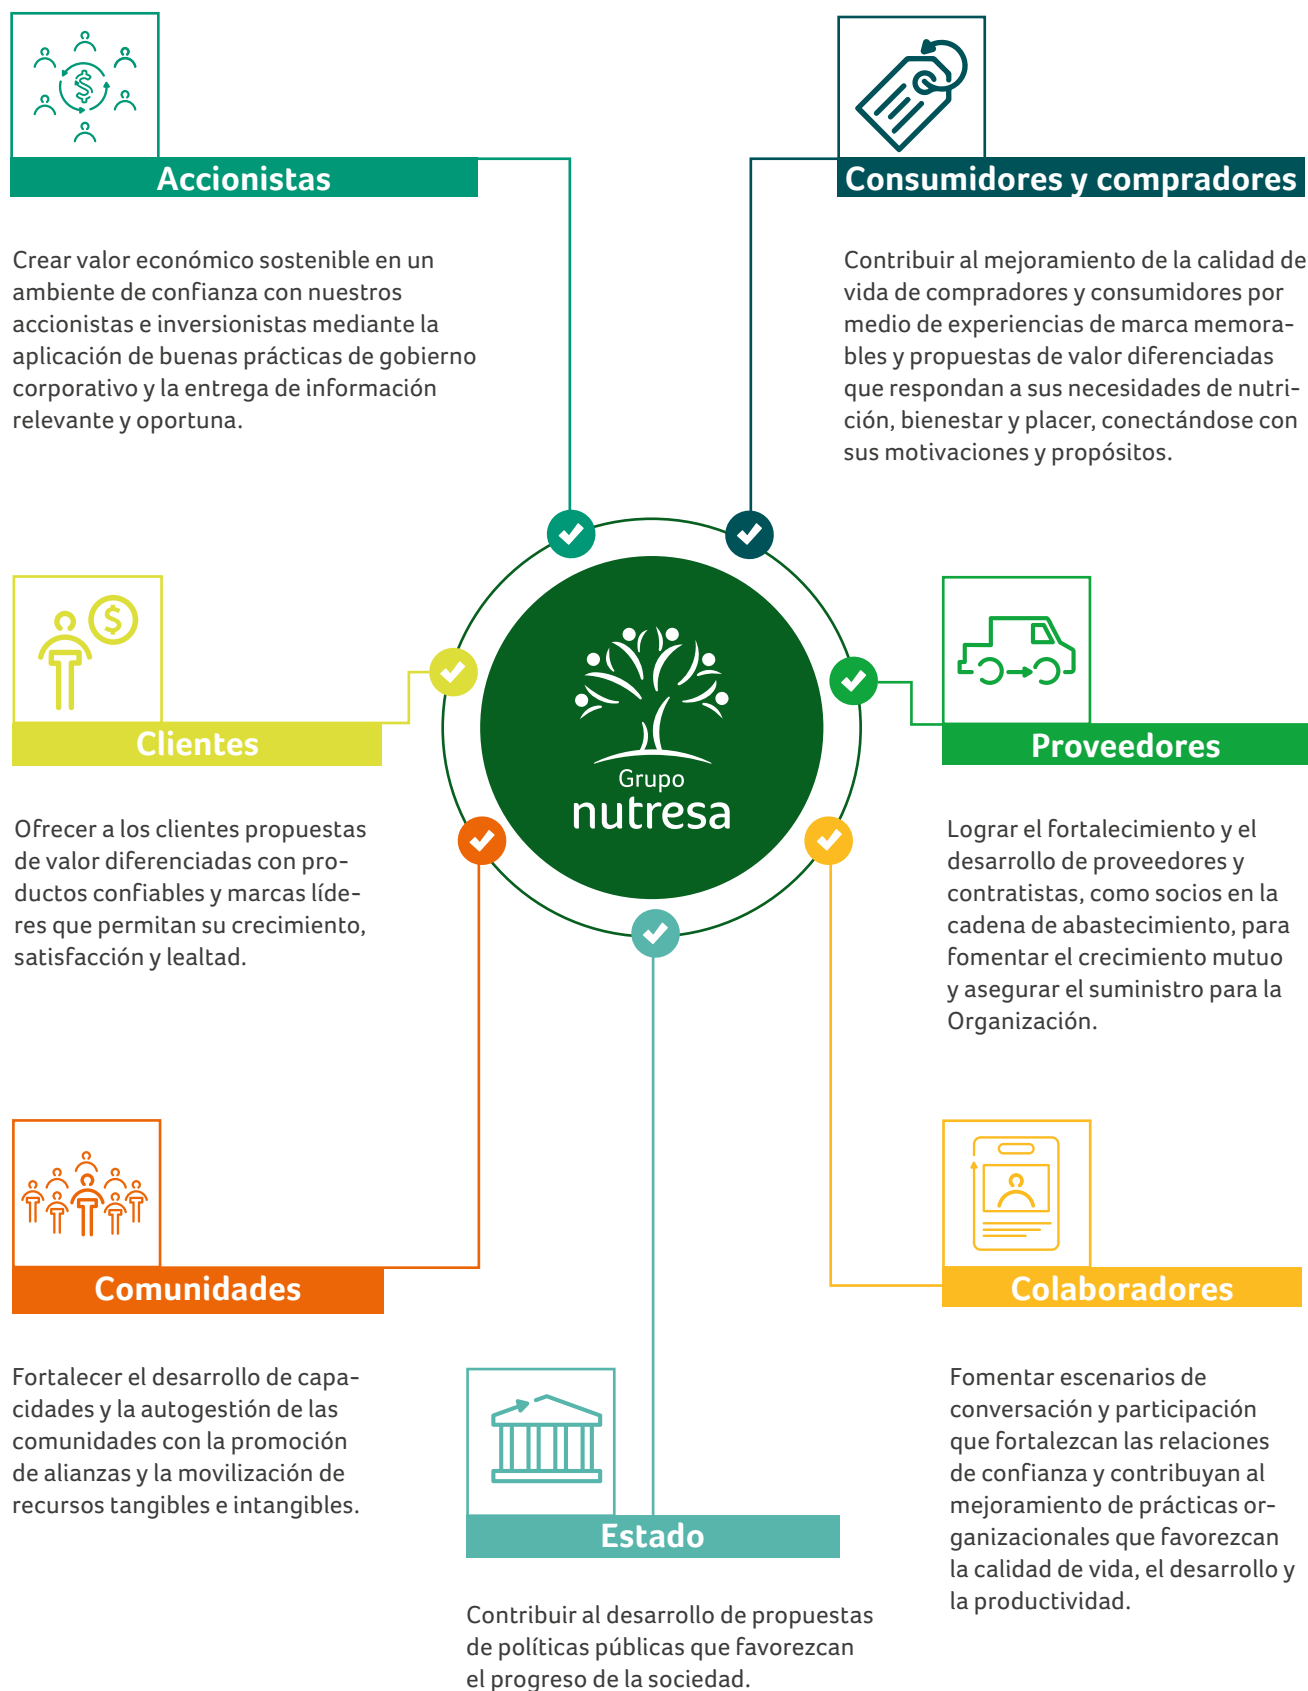 Accionistas
Crear valor económico sostenible en un
ambiente de confianza con nuestros
accionistas e inversionistas mediante la
aplicación de buenas prácticas de gobierno
corporativo y la entrega de información
relevante y oportuna.
Consumidores y compradores
Contribuir al mejoramiento de la calidad de
vida de compradores y consumidores por
medio de experiencias de marca memora-
bles y propuestas de valor diferenciadas
que respondan a sus necesidades de nutri-
ción, bienestar y placer, conectándose con
sus motivaciones y propósitos.
Clientes
Ofrecer a los clientes propuestas
de valor diferenciadas con pro-
ductos confiables y marcas líde-
res que permitan su crecimiento,
satisfacción y lealtad.
Grupo
nutresa
Proveedores
Lograr el fortalecimiento y el
desarrollo de proveedores y
contratistas, como socios en la
cadena de abastecimiento, para
fomentar el crecimiento mutuo
y asegurar el suministro para la
Organización.
Comunidades
Fortalecer el desarrollo de capa-
cidades y la autogestión de las
comunidades con la promoción
de alianzas y la movilización de
recursos tangibles e intangibles.
Estado
Contribuir al desarrollo de propuestas
de políticas públicas que favorezcan
el progreso de la sociedad.
Colaboradores
Fomentar escenarios de
conversación y participación
que fortalezcan las relaciones
de confianza y contribuyan al
mejoramiento de prácticas or-
ganizacionales que favorezcan
la calidad de vida, el desarrollo y
la productividad.